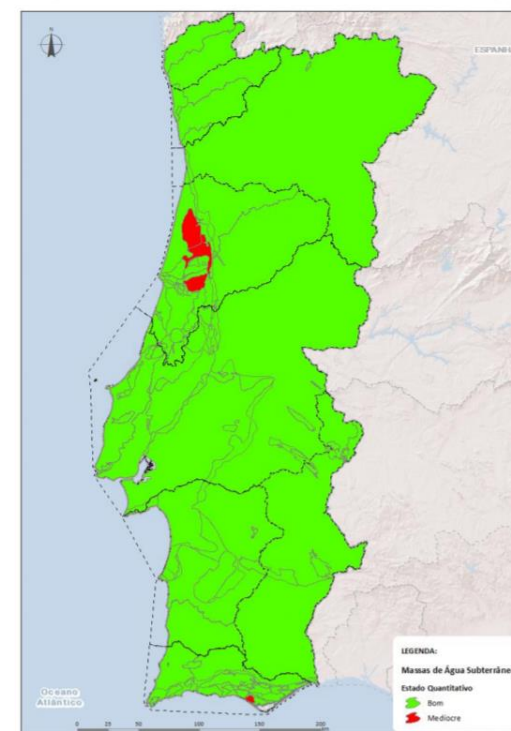 ESPANH
LEGENDA:
Massas de Água Subterrâne
Estado Quantitativo
Bom
Medíocre
Oceano
Atlântico
0 25 50 100 150 200